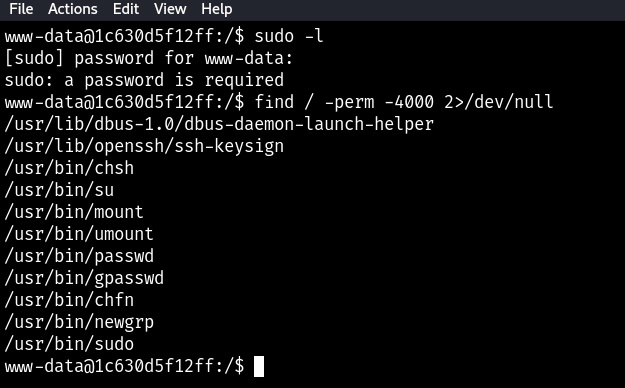 File Actions Edit View Help
www-data@1c630d5f12ff:/$ sudo -l
[sudo] password for www-data:
sudo: a password is required
www-data@1c630d5f12ff:/$ find / -perm -4000 2>/dev/null
/usr/lib/dbus-1.0/dbus-daemon-launch-helper
/usr/lib/openssh/ssh-keysign
/usr/bin/chsh
/usr/bin/su
/usr/bin/mount
/usr/bin/umount
/usr/bin/passwd
/usr/bin/gpasswd
/usr/bin/chfn
/usr/bin/newgrp
/usr/bin/sudo
www-data@1c630d5f12ff:/$